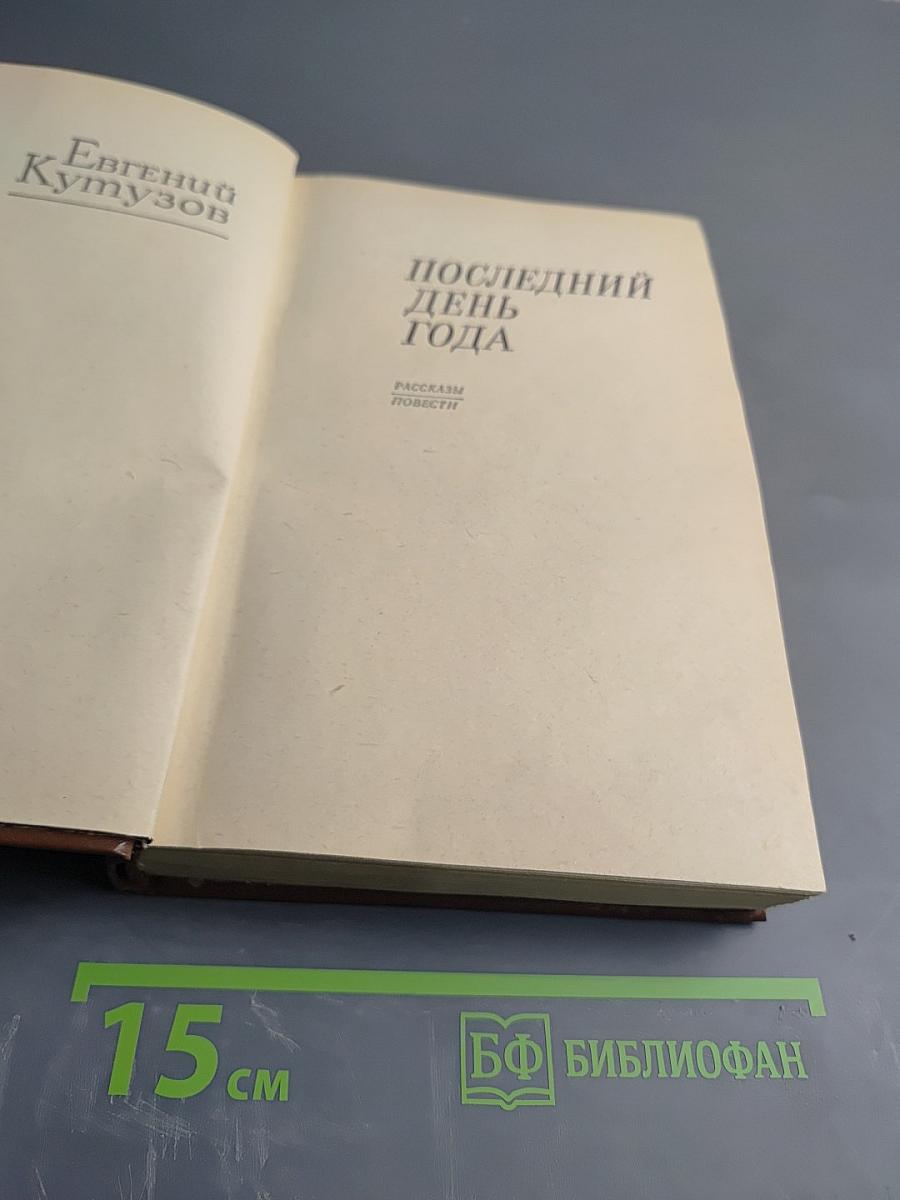 Евгений
Кутузов
ПОСЛЕДНИЙ
ДЕНЬ
ГОДА
РАССКАЗЫ
ПОВЕСТИ
15 см
БФ БИБЛИОФАН